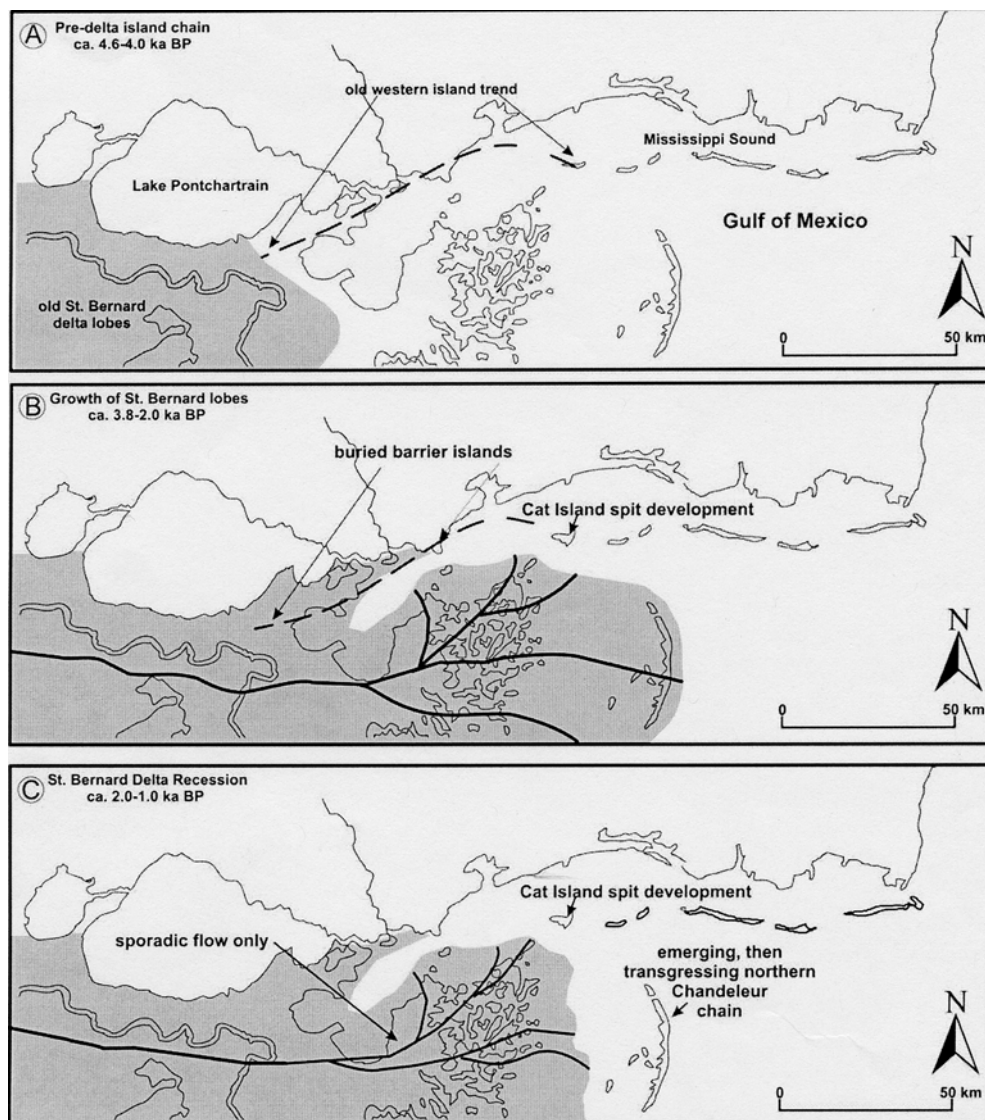 A
Pre-delta island chain
ca. 4.6-4.0 ka BP
old western island trend
Mississippi Sound
Lake Pontchartrain
Gulf of Mexico
old St. Bernard
delta lobes
N
0
50 km
B
Growth of St. Bernard lobes
ca. 3.8-2.0 ka BP
buried barrier islands
Cat Island spit development
N
0
50 km
C
St. Bernard Delta Recession
ca. 2.0-1.0 ka BP
Cat Island spit development
sporadic flow only
emerging, then
transgressing northern
Chandeleur
chain
N
0
50 km